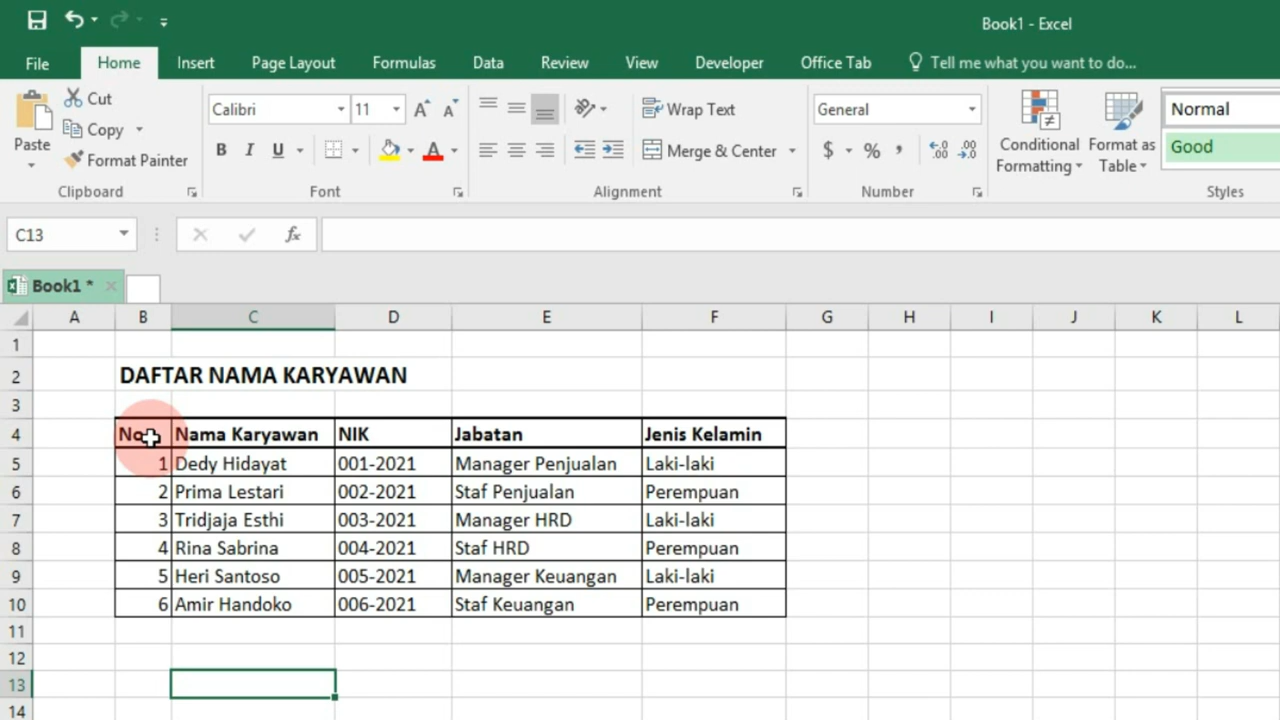 Book1 - Excel
File Home Insert Page Layout Formulas Data Review View Developer Office Tab Tell me what you want to do...
Cut
Copy
Format Painter
Paste
Clipboard
Calibri 11
B I U A
Font
Wrap Text
Merge & Center
Alignment
General
$ % , .00 .00
Number
Conditional Formatting
Format as Table
Normal
Good
Styles
C13 fx
Book1 *
A B C D E F G H I J K L
1
2 DAFTAR NAMA KARYAWAN
3
4 No Nama Karyawan NIK Jabatan Jenis Kelamin
5 1 Dedy Hidayat 001-2021 Manager Penjualan Laki-laki
6 2 Prima Lestari 002-2021 Staf Penjualan Perempuan
7 3 Tridjaja Esthi 003-2021 Manager HRD Laki-laki
8 4 Rina Sabrina 004-2021 Staf HRD Perempuan
9 5 Heri Santoso 005-2021 Manager Keuangan Laki-laki
10 6 Amir Handoko 006-2021 Staf Keuangan Perempuan
11
12
13
14